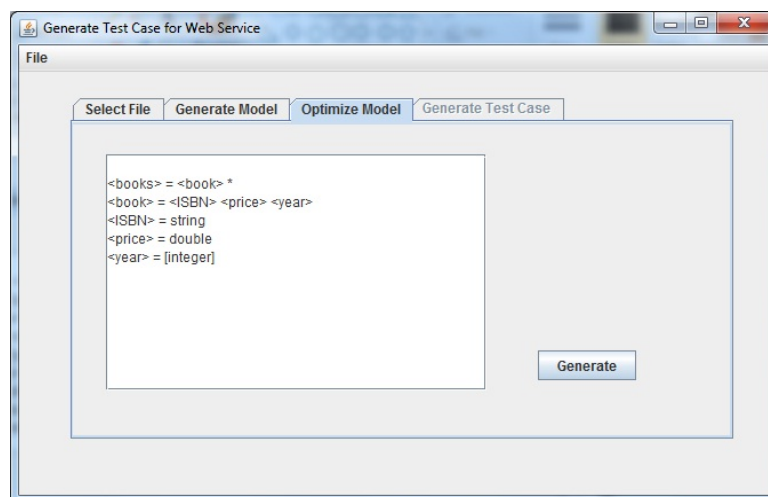 Generate Test Case for Web Service
File
Select File Generate Model Optimize Model Generate Test Case
<books> = <book> *
<book> = <ISBN> <price> <year>
<ISBN> = string
<price> = double
<year> = [integer]
Generate